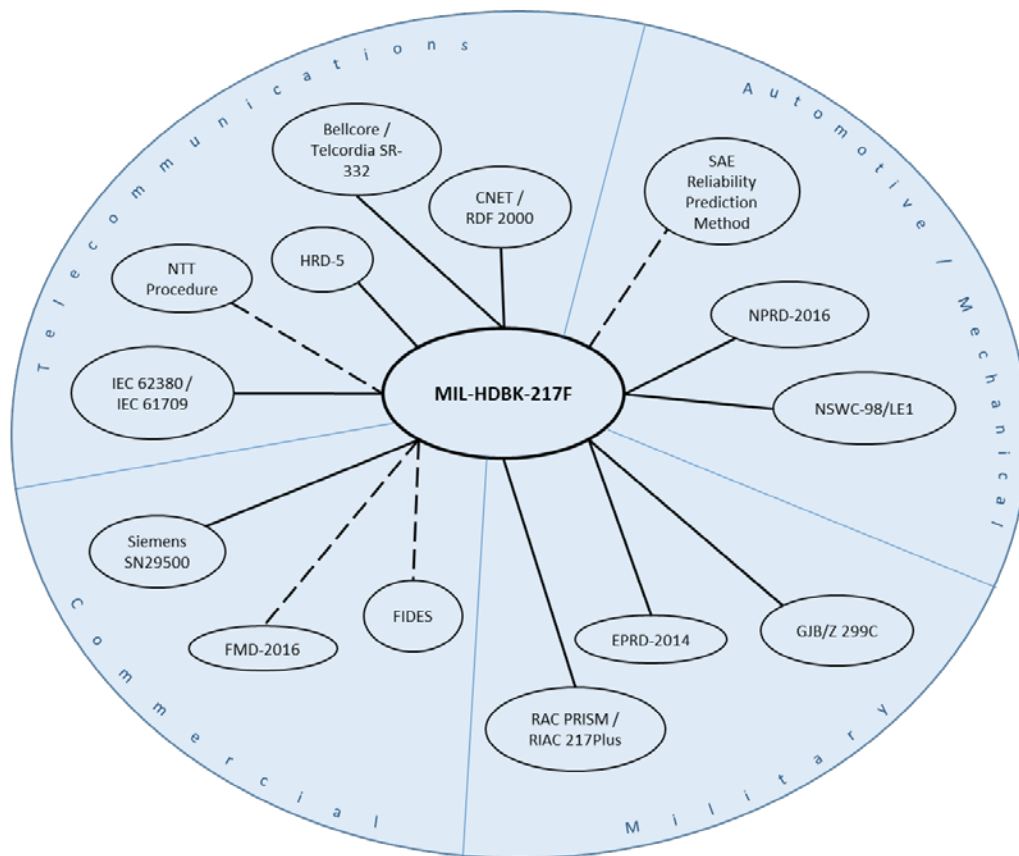 Telecommunications
Automotive / Mechanical
Bellcore /
Telcordia SR-
332
CNET /
RDF 2000
SAE
Reliability
Prediction
Method
HRD-5
NTT
Procedure
NPRD-2016
IEC 62380 /
IEC 61709
MIL-HDBK-217F
NSWC-98/LE1
Siemens
SN29500
FIDES
FMD-2016
EPRD-2014
GJB/Z 299C
RAC PRISM /
RIAC 217Plus
Commercial
Military